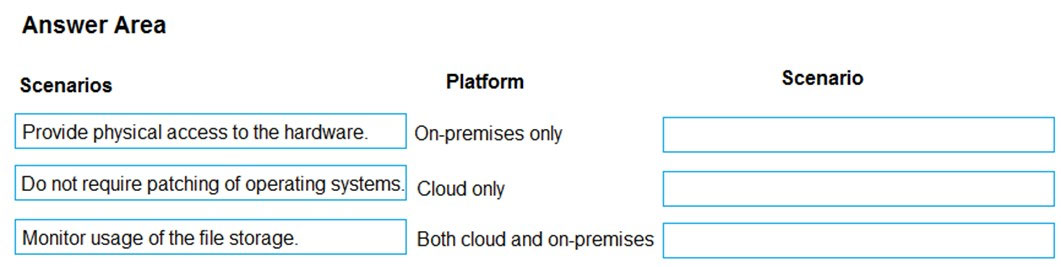 Answer Area
Scenarios Platform Scenario
Provide physical access to the hardware. On-premises only
Do not require patching of operating systems. Cloud only
Monitor usage of the file storage. Both cloud and on-premises